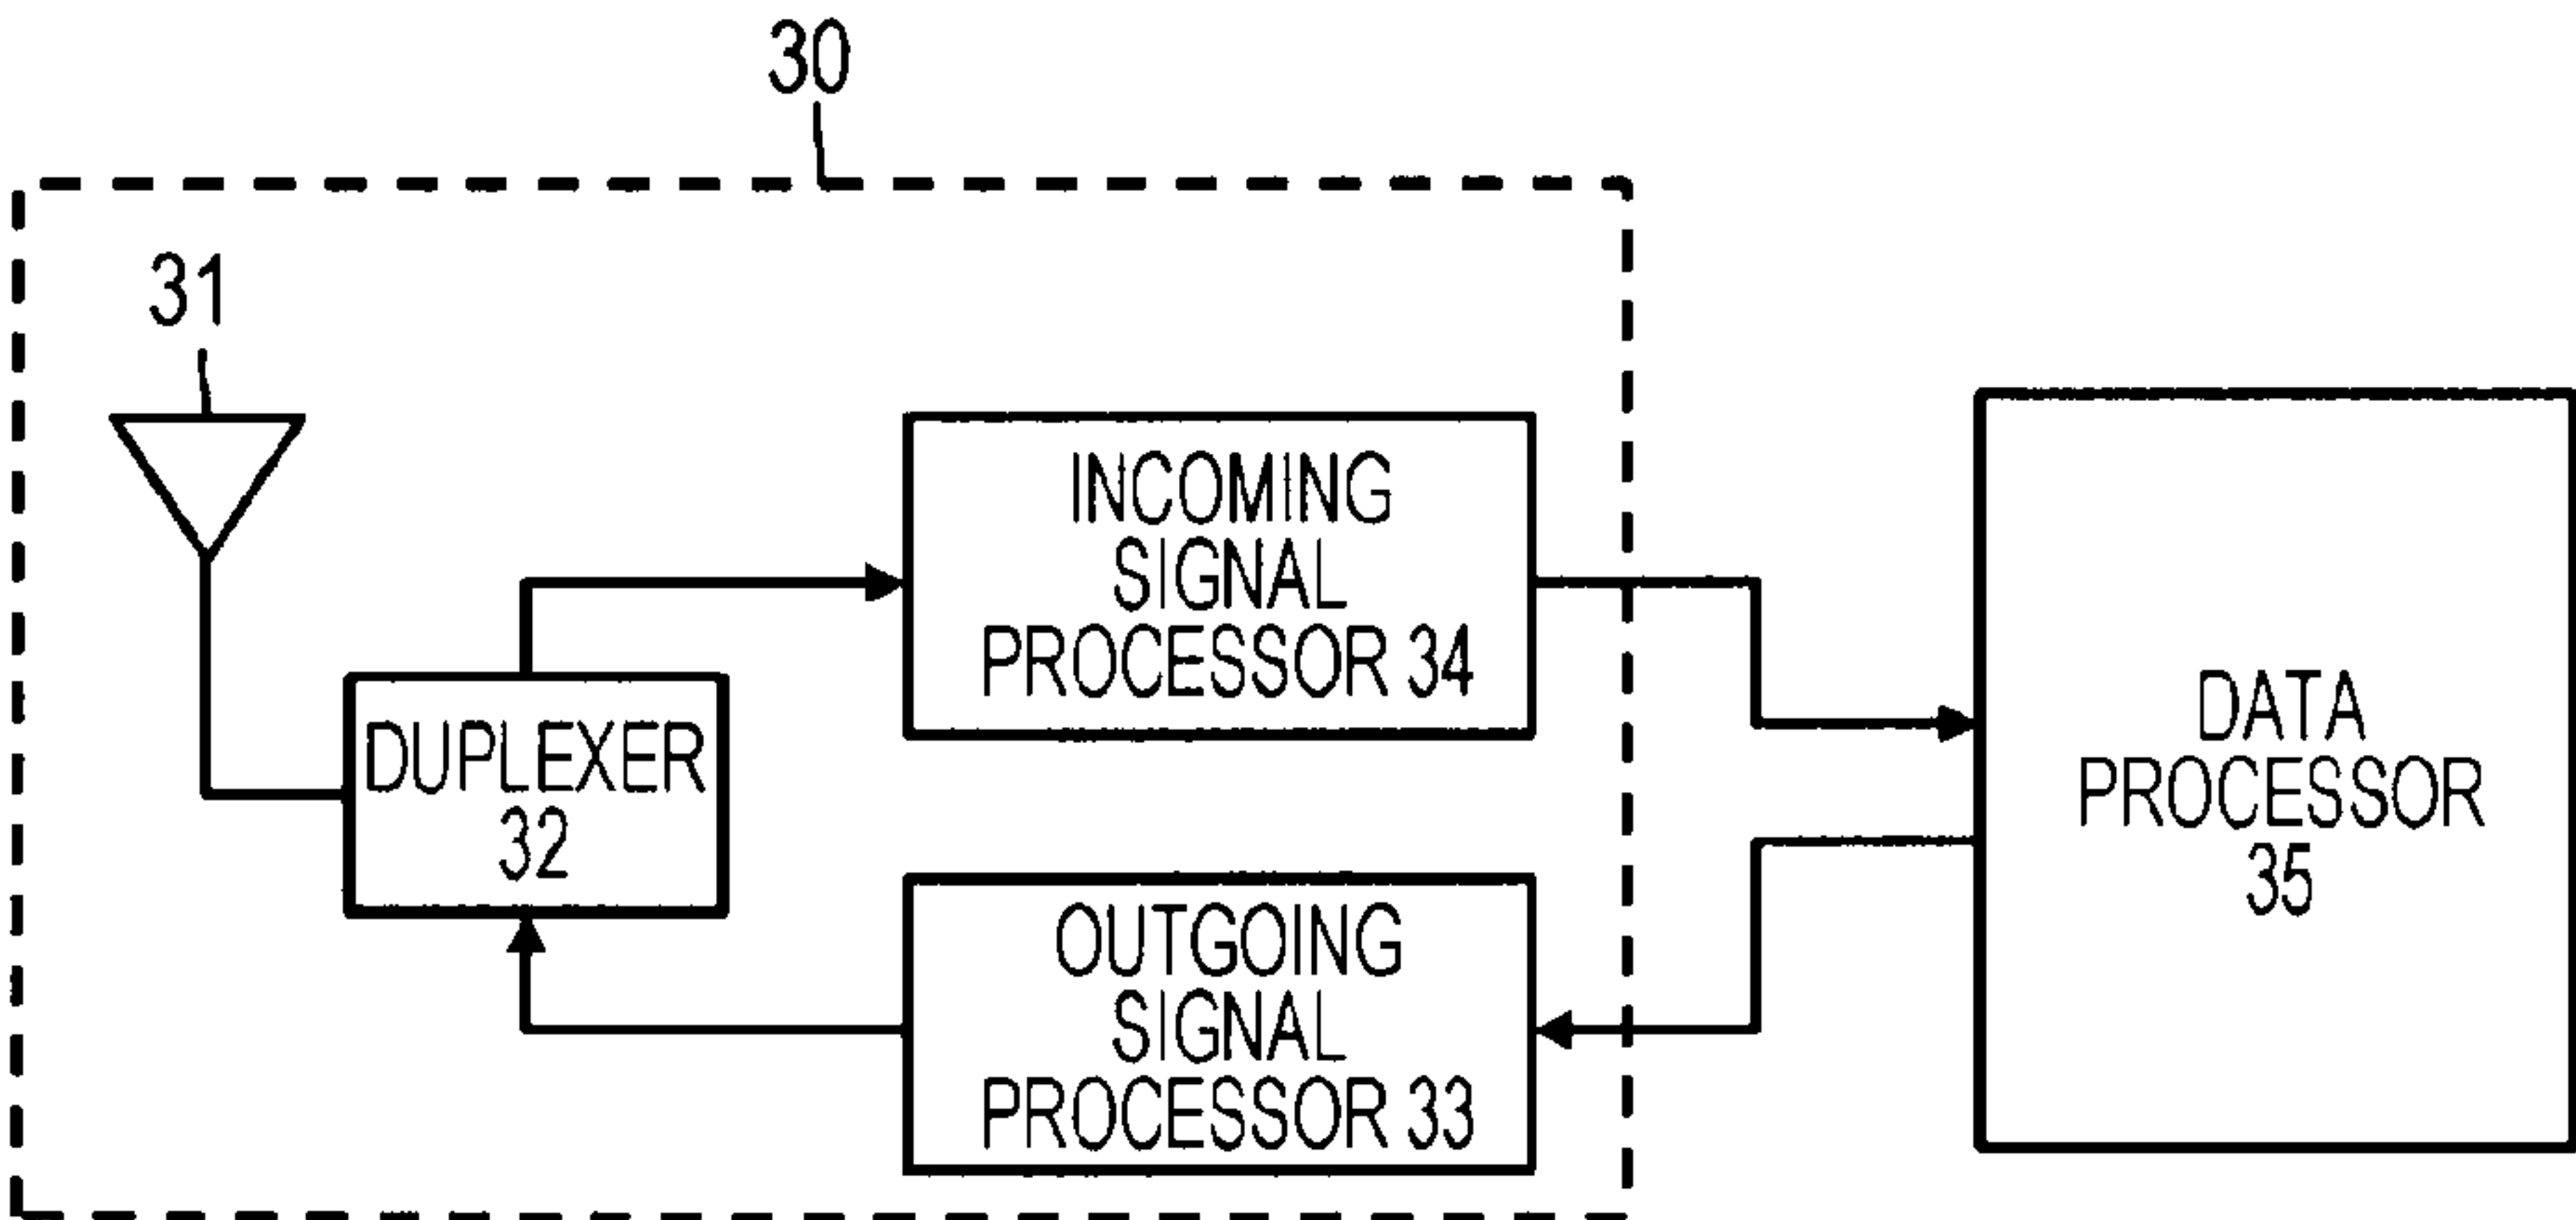 30
31
INCOMING
SIGNAL
PROCESSOR 34
DUPLEXER
32
DATA
PROCESSOR
35
OUTGOING
SIGNAL
PROCESSOR 33